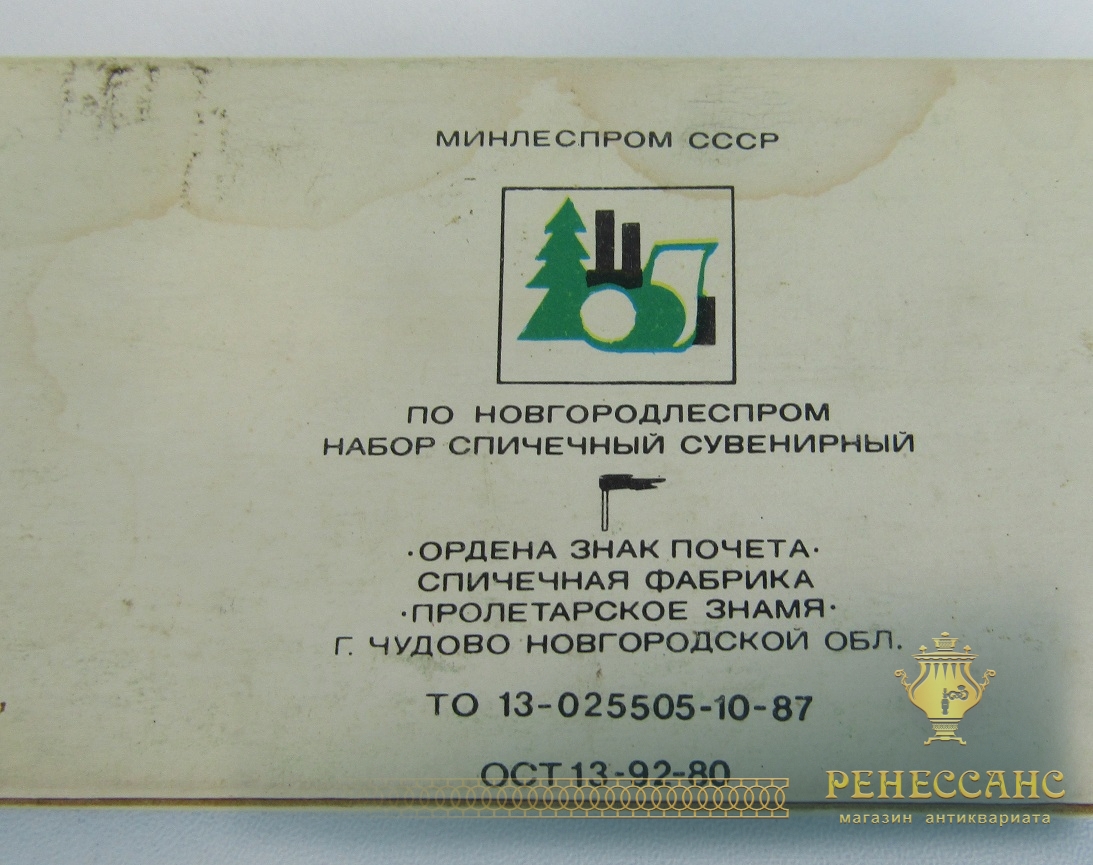 МИНЛЕСПРОМ СССР
ПО НОВГОРОДЛЕСПРОМ
НАБОР СПИЧЕЧНЫЙ СУВЕНИРНЫЙ
·ОРДЕНА ЗНАК ПОЧЕТА·
СПИЧЕЧНАЯ ФАБРИКА
·ПРОЛЕТАРСКОЕ ЗНАМЯ·
Г. ЧУДОВО НОВГОРОДСКОЙ ОБЛ.
ТО 13-025505-10-87
ОСТ 13-92-80
РЕНЕССАНС
магазин антиквариата